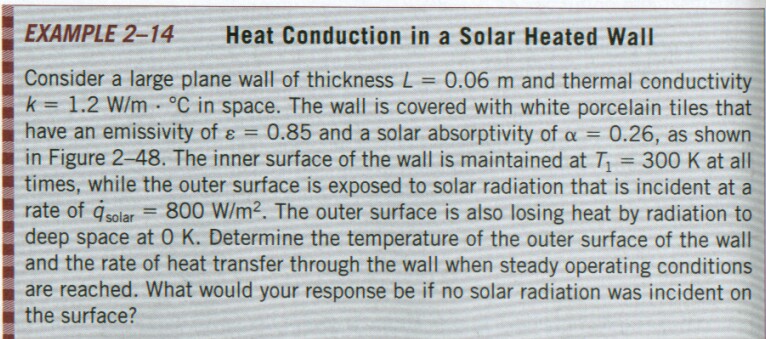 EXAMPLE 2–14 Heat Conduction in a Solar Heated Wall
Consider a large plane wall of thickness L = 0.06 m and thermal conductivity
k = 1.2 W/m · °C in space. The wall is covered with white porcelain tiles that
have an emissivity of ε = 0.85 and a solar absorptivity of α = 0.26, as shown
in Figure 2–48. The inner surface of the wall is maintained at T₁ = 300 K at all
times, while the outer surface is exposed to solar radiation that is incident at a
rate of q̇solar = 800 W/m². The outer surface is also losing heat by radiation to
deep space at 0 K. Determine the temperature of the outer surface of the wall
and the rate of heat transfer through the wall when steady operating conditions
are reached. What would your response be if no solar radiation was incident on
the surface?